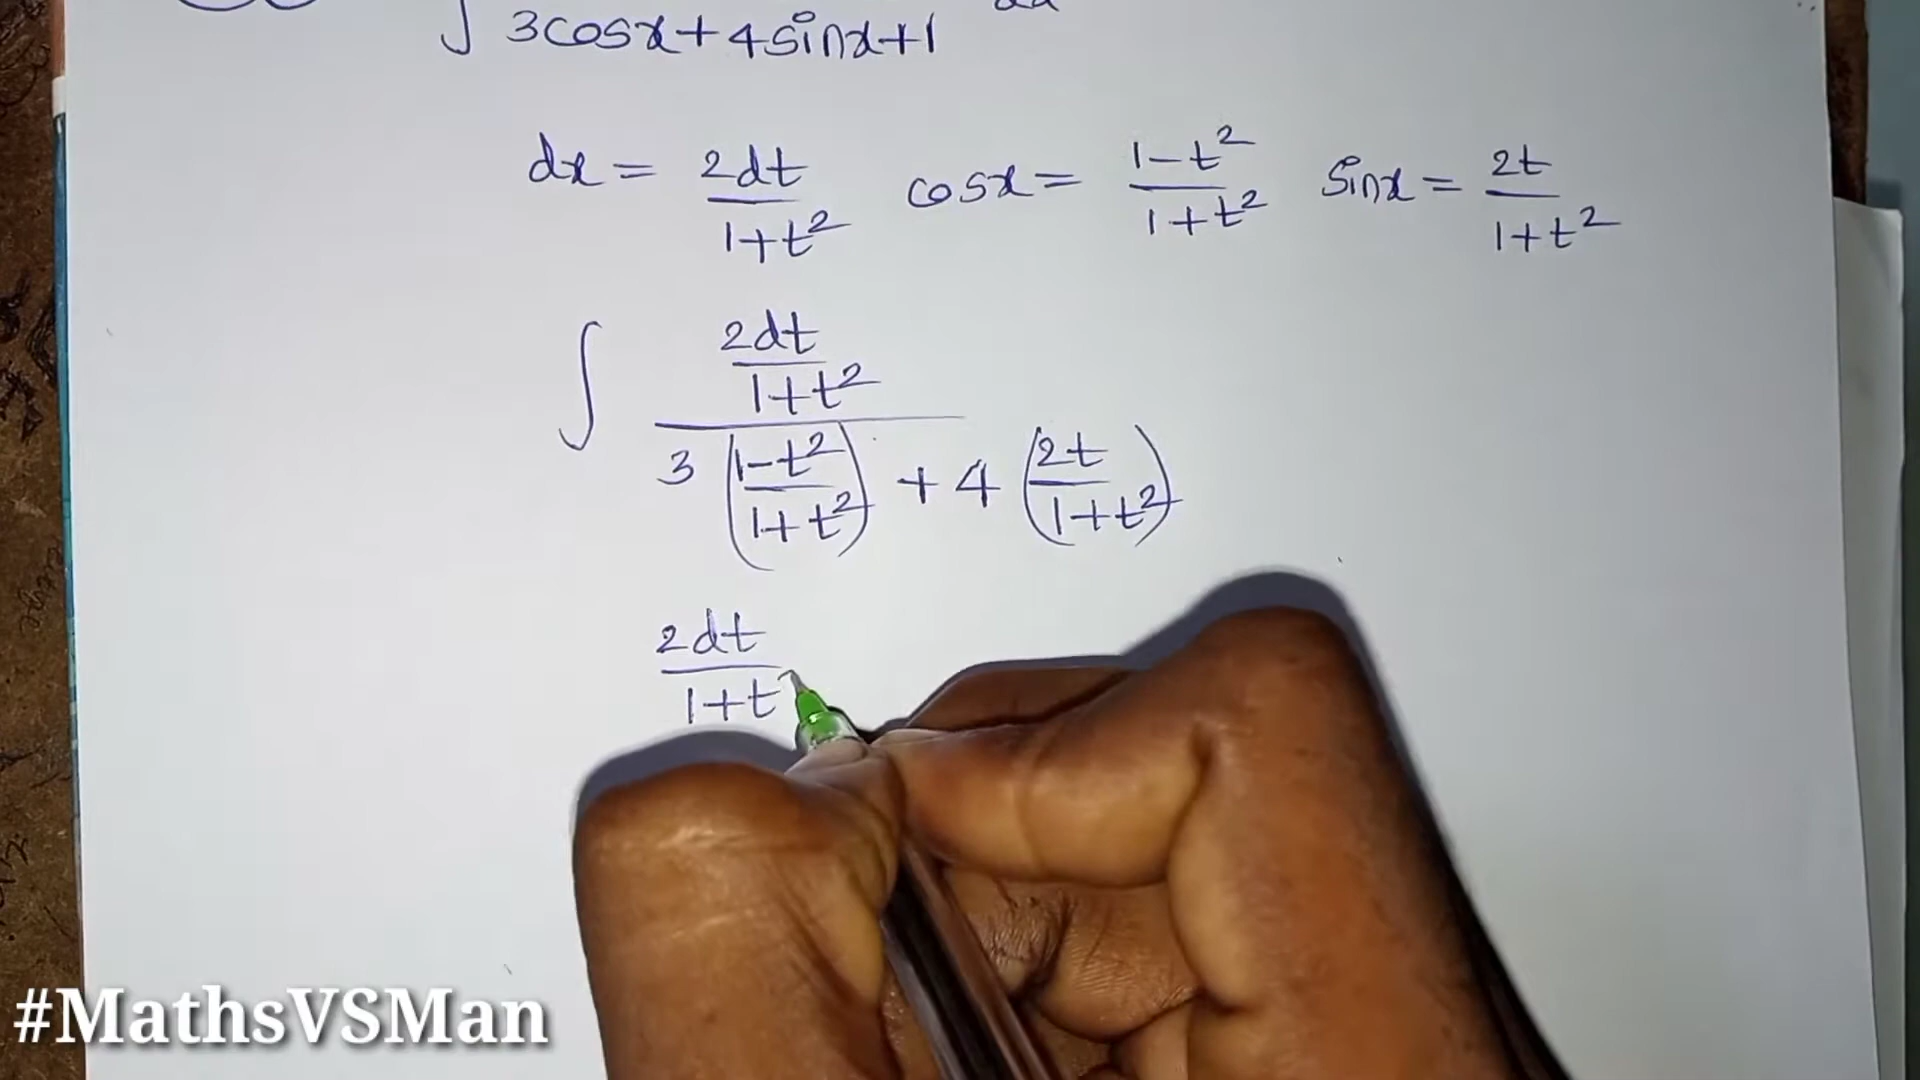 ∫ 3cosx+4sinx+1 dx
dx = 2dt/1+t² cosx = 1-t²/1+t² sinx = 2t/1+t²
∫ 2dt/1+t²
3 (1-t²/1+t²) + 4 (2t/1+t²)
2dt
1+t
#MathsVSMan